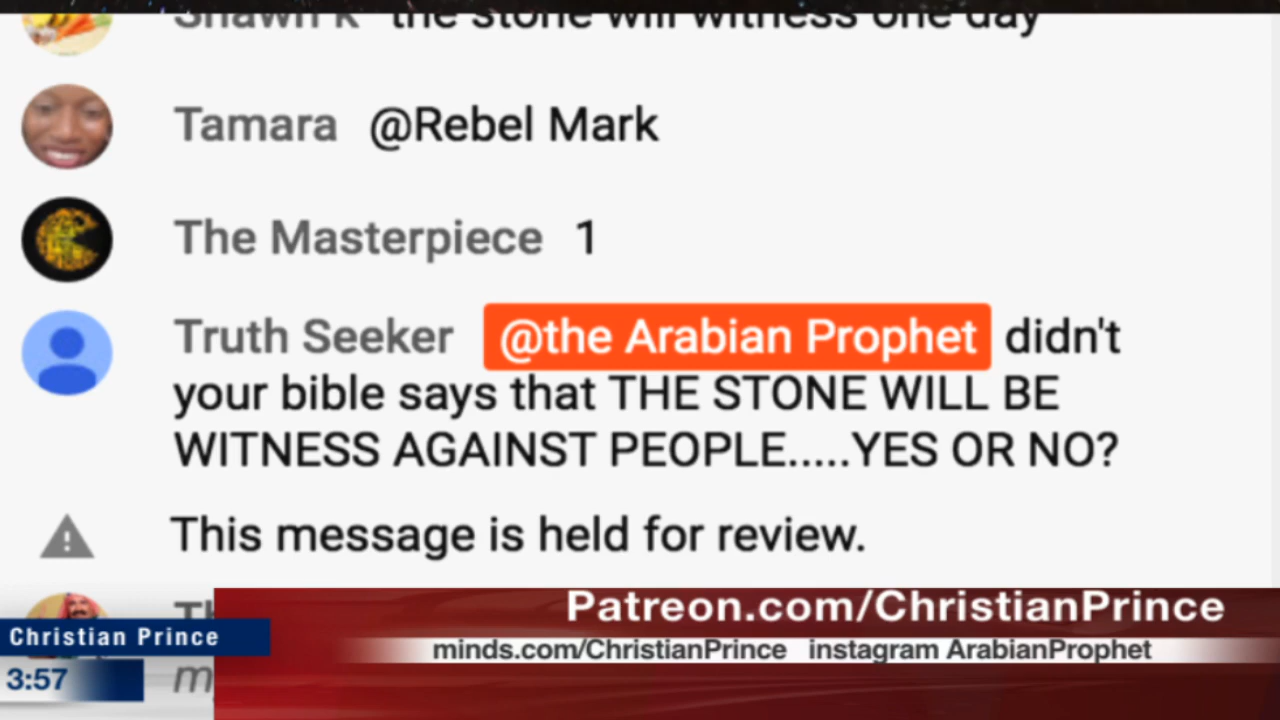 Shawn K the stone will witness one day
Tamara @Rebel Mark
The Masterpiece 1
Truth Seeker @the Arabian Prophet didn't
your bible says that THE STONE WILL BE
WITNESS AGAINST PEOPLE.....YES OR NO?
This message is held for review.
Patreon.com/ChristianPrince
Christian Prince
minds.com/ChristianPrince instagram ArabianProphet
3:57